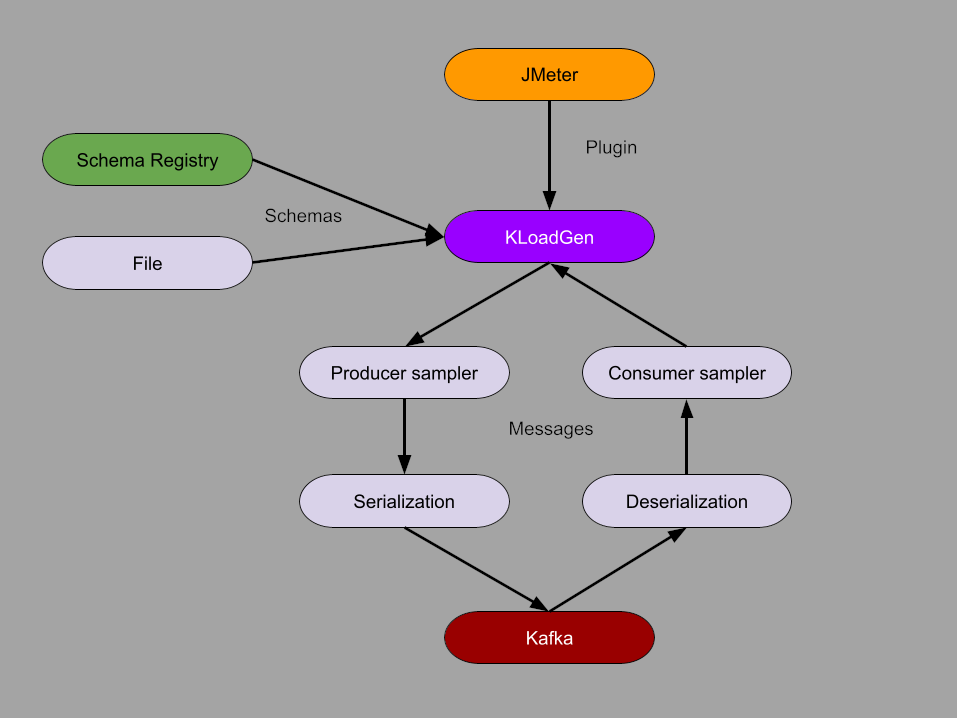 JMeter
Plugin
Schema Registry
Schemas
KLoadGen
File
Producer sampler
Consumer sampler
Messages
Serialization
Deserialization
Kafka